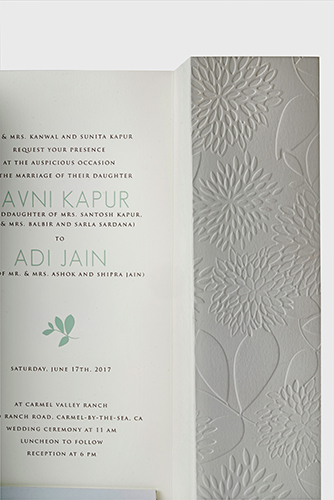 & MRS. KANWAL AND SUNITA KAPUR
REQUEST YOUR PRESENCE
AT THE AUSPICIOUS OCCASION
THE MARRIAGE OF THEIR DAUGHTER
AVNI KAPUR
DDAUGHTER OF MRS. SANTOSH KAPUR,
& MRS. BALBIR AND SARLA SARDANA)
TO
ADI JAIN
OF MR. & MRS. ASHOK AND SHIPRA JAIN)
SATURDAY, JUNE 17TH. 2017
AT CARMEL VALLEY RANCH
RANCH ROAD, CARMEL-BY-THE-SEA, CA
WEDDING CEREMONY AT 11 AM
LUNCHEON TO FOLLOW
RECEPTION AT 6 PM